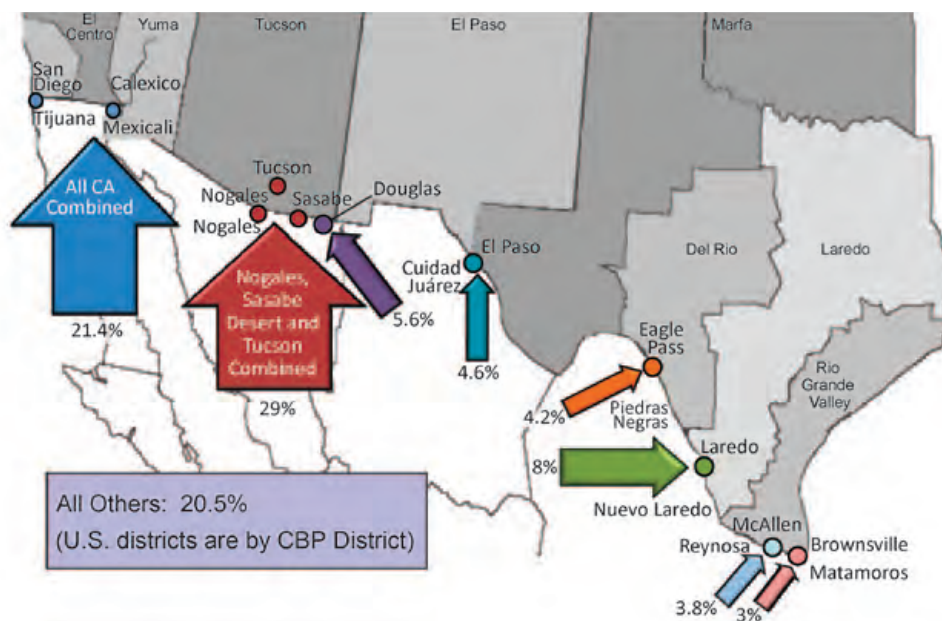 El
Centro
Yuma
Tucson
El Paso
Marfa
San
Diego
Calexico
Tijuana
Mexicali
All CA
Combined
21.4%
Tucson
Nogales
Sasabe
Douglas
Nogales
Nogales,
Sasabe
Desert and
Tucson
Combined
29%
5.6%
El Paso
Cuidad
Juárez
4.6%
Del Rio
Laredo
Eagle
Pass
Rio
Grande
Valley
4.2%
Piedras
Negras
8%
Laredo
Nuevo Laredo
All Others: 20.5%
(U.S. districts are by CBP District)
McAllen
Reynosa
Brownsville
Matamoros
3.8%
3%